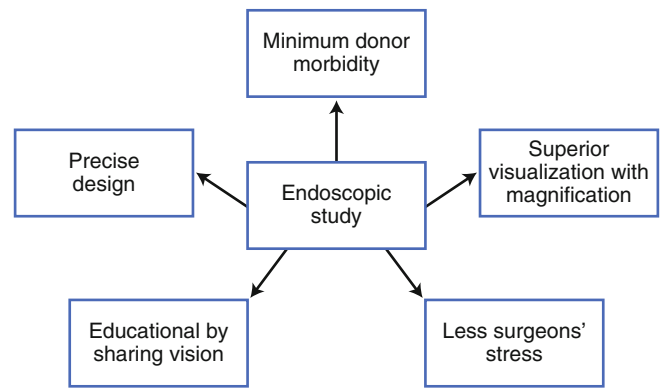 Minimum donor
morbidity
Precise
design
Superior
visualization with
magnification
Endoscopic
study
Educational by
sharing vision
Less surgeons’
stress